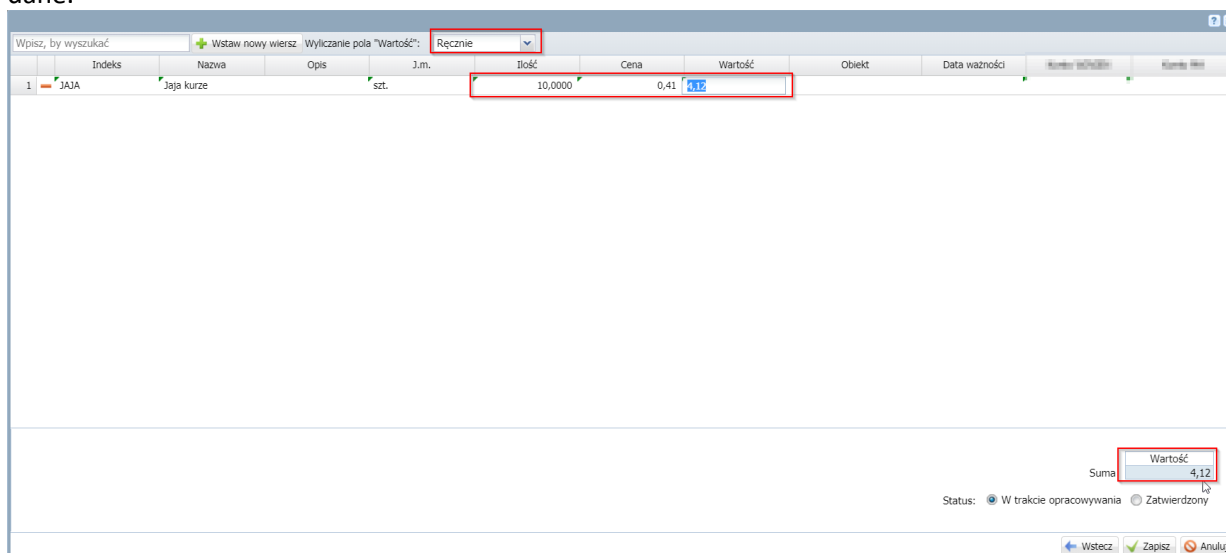 dane:
?
Wpisz, by wyszukać Wstaw nowy wiersz Wyliczanie pola "Wartość": Ręcznie
Indeks Nazwa Opis J.m. Ilość Cena Wartość Obiekt Data ważności
1 JAJA Jaja kurze szt. 10,0000 0,41 4,12
Wartość
Suma 4,12
Status: W trakcie opracowywania Zatwierdzony
Wstecz Zapisz Anuluj